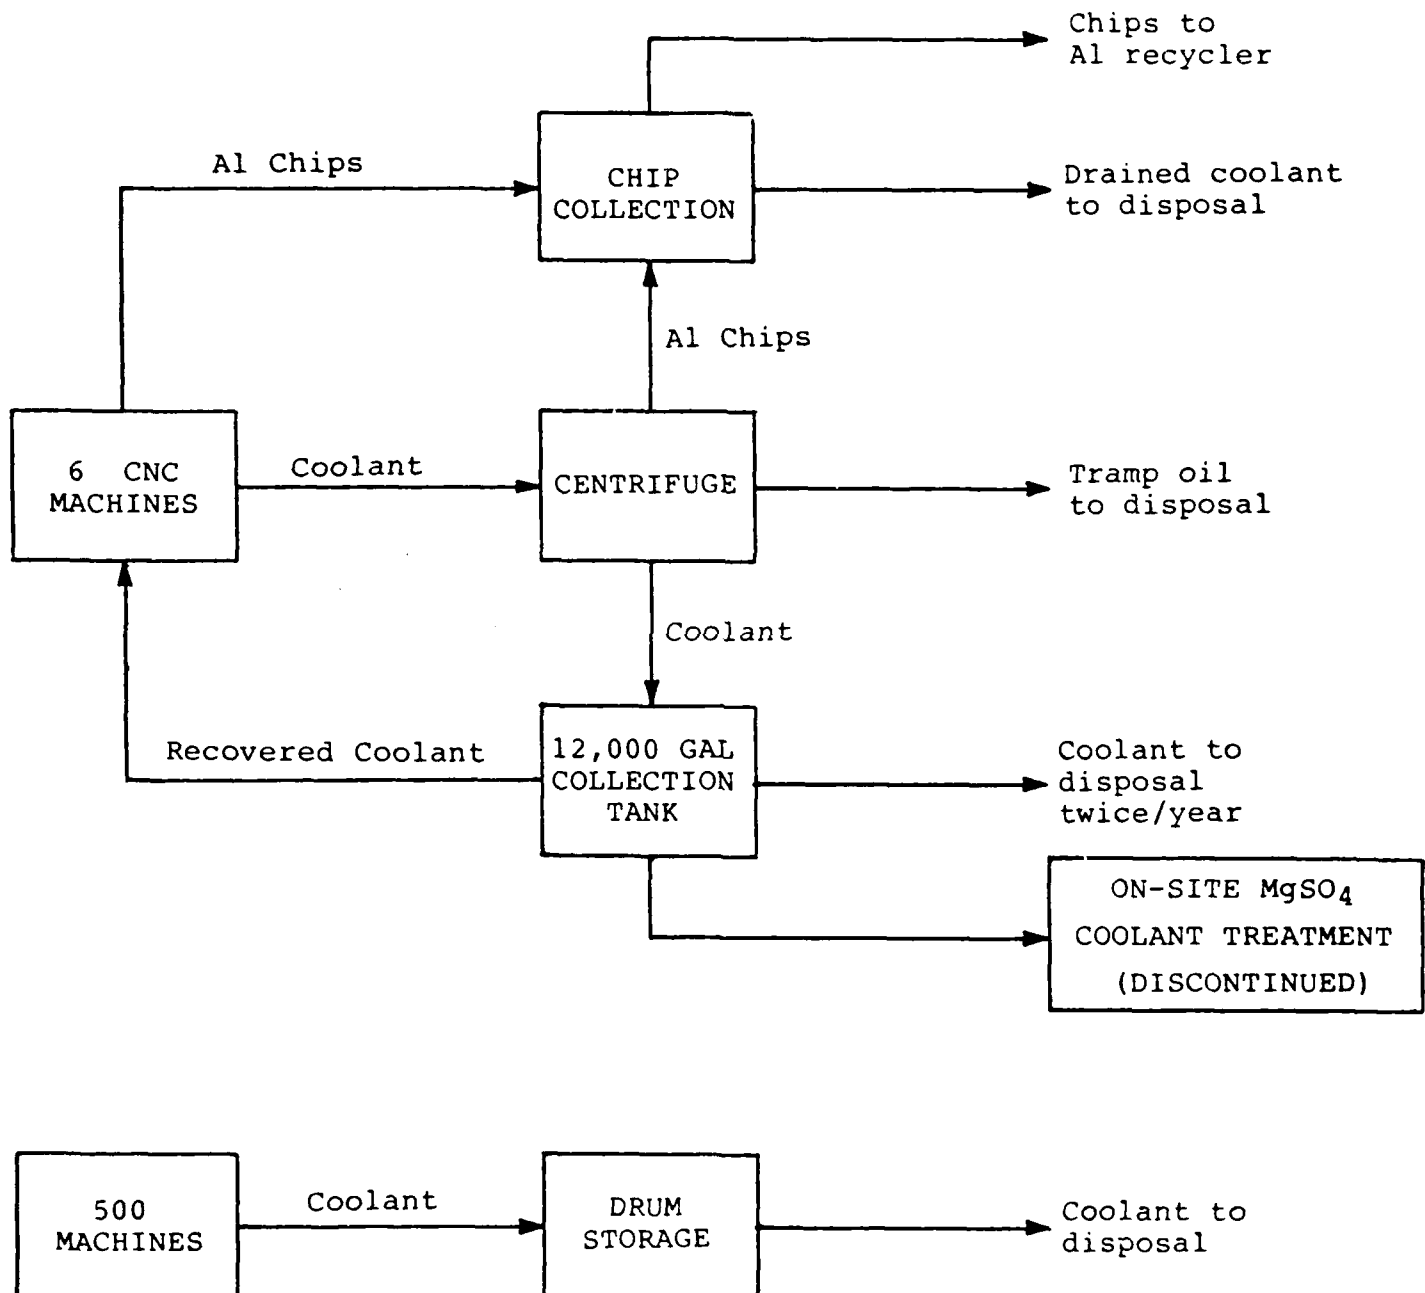 Chips to
Al recycler
Al Chips
CHIP
COLLECTION
Drained coolant
to disposal
Al Chips
6 CNC
MACHINES
Coolant
CENTRIFUGE
Tramp oil
to disposal
Coolant
Recovered Coolant
12,000 GAL
COLLECTION
TANK
Coolant to
disposal
twice/year
ON-SITE MgSO₄
COOLANT TREATMENT
(DISCONTINUED)
500
MACHINES
Coolant
DRUM
STORAGE
Coolant to
disposal